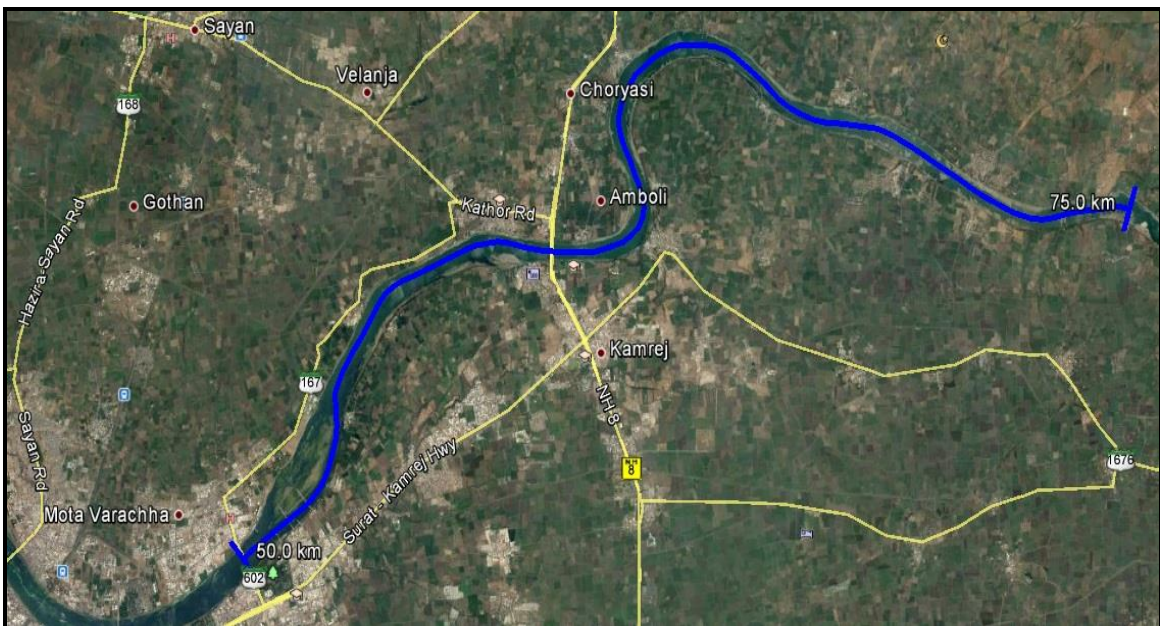 Sayan
Velanja
168
Choryasi
Gothan
Amboli
75.0 km
Kathor Rd
Hazira-Sayan Rd
Kamrej
167
NH 8
Sayan Rd
Surat - Kamrej Hwy
8
1676
Mota Varachha
50.0 km
602